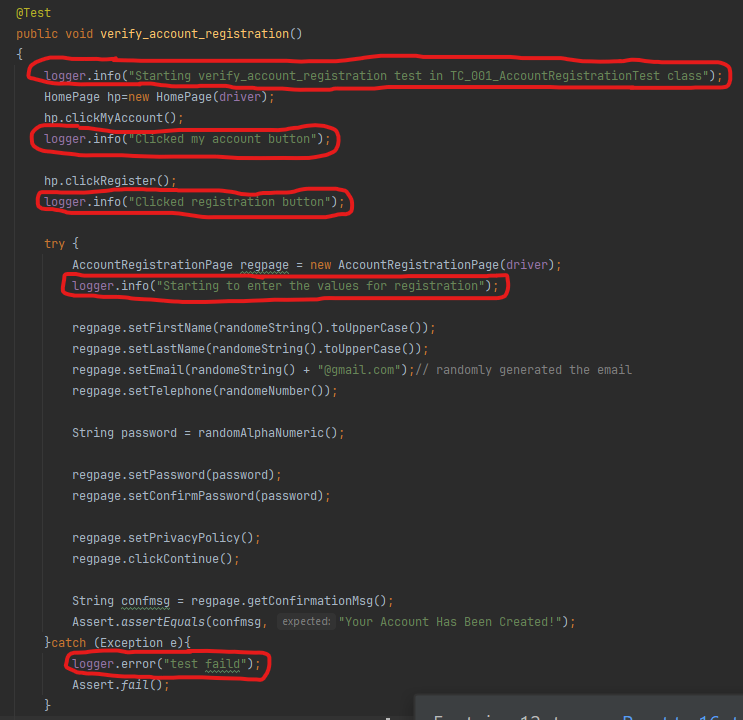 @Test
public void verify_account_registration()
{
logger.info("Starting verify_account_registration test in TC_001_AccountRegistrationTest class");
HomePage hp=new HomePage(driver);
hp.clickMyAccount();
logger.info("Clicked my account button");
hp.clickRegister();
logger.info("Clicked registration button");
try {
AccountRegistrationPage regpage = new AccountRegistrationPage(driver);
logger.info("Starting to enter the values for registration");
regpage.setFirstName(randomeString().toUpperCase());
regpage.setLastName(randomeString().toUpperCase());
regpage.setEmail(randomeString() + "@gmail.com");// randomly generated the email
regpage.setTelephone(randomeNumber());
String password = randomAlphaNumeric();
regpage.setPassword(password);
regpage.setConfirmPassword(password);
regpage.setPrivacyPolicy();
regpage.clickContinue();
String confmsg = regpage.getConfirmationMsg();
Assert.assertEquals(confmsg, expected: "Your Account Has Been Created!");
}catch (Exception e){
logger.error("test faild");
Assert.fail();
}